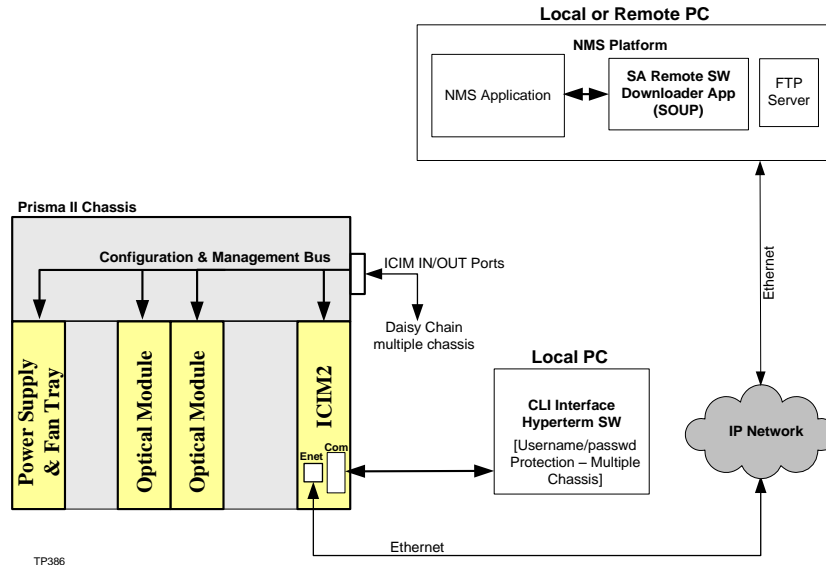 Local or Remote PC
NMS Platform
NMS Application
SA Remote SW
Downloader App
(SOUP)
FTP
Server
Prisma II Chassis
Configuration & Management Bus
ICIM IN/OUT Ports
Daisy Chain
multiple chassis
Ethernet
Power Supply
& Fan Tray
Optical Module
Optical Module
ICIM2
Enet
Com
Local PC
CLI Interface
Hyperterm SW
[Username/passwd
Protection – Multiple
Chassis]
IP Network
Ethernet
TP386